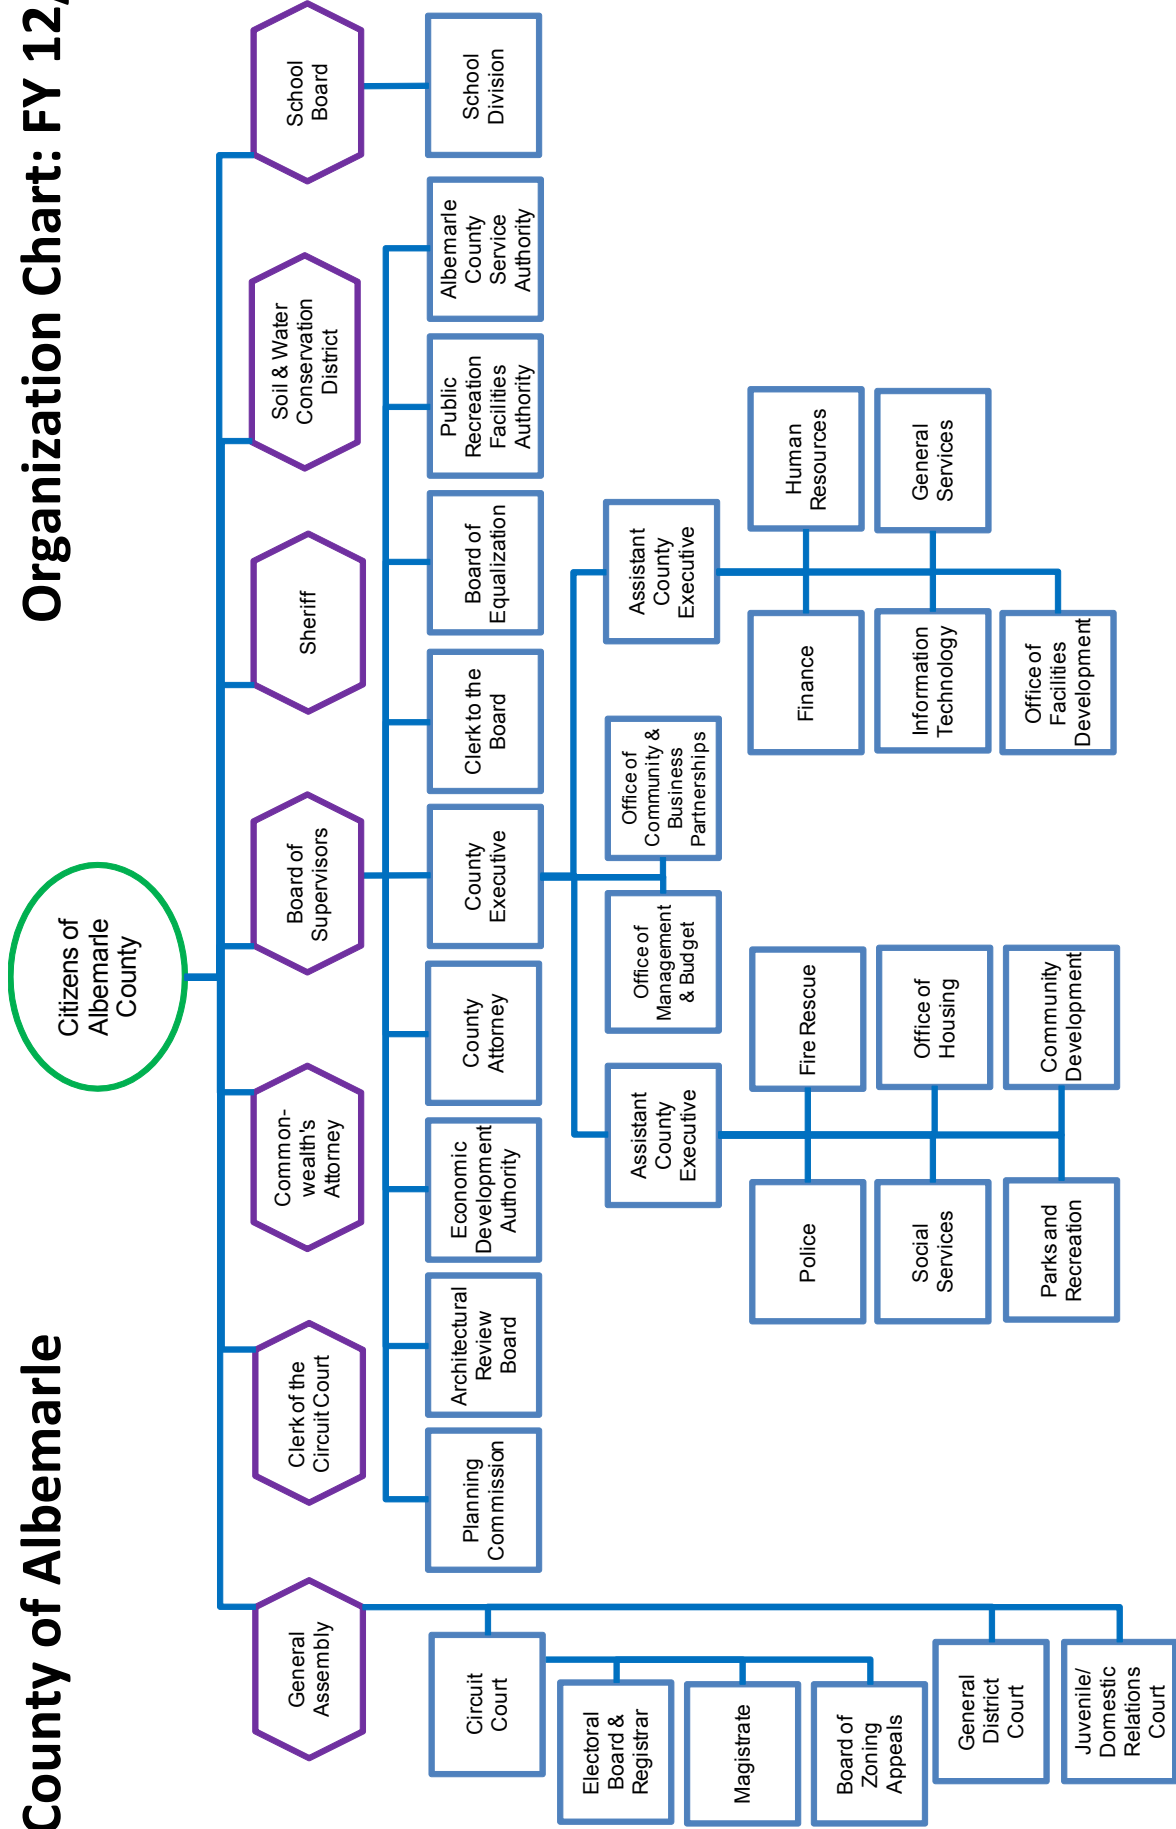 County of Albemarle
Organization Chart: FY 12/
Citizens of
Albemarle
County
General
Assembly
Clerk of the
Circuit Court
Common-
wealth's
Attorney
Board of
Supervisors
Sheriff
Soil & Water
Conservation
District
School
Board
Planning
Commission
Architectural
Review
Board
Economic
Development
Authority
County
Attorney
County
Executive
Clerk to the
Board
Board of
Equalization
Public
Recreation
Facilities
Authority
Albemarle
County
Service
Authority
School
Division
Circuit
Court
Electoral
Board &
Registrar
Magistrate
Board of
Zoning
Appeals
General
District
Court
Juvenile/
Domestic
Relations
Court
Assistant
County
Executive
Office of
Management
& Budget
Office of
Community &
Business
Partnerships
Assistant
County
Executive
Police
Fire Rescue
Social
Services
Office of
Housing
Parks and
Recreation
Community
Development
Finance
Human
Resources
Information
Technology
General
Services
Office of
Facilities
Development